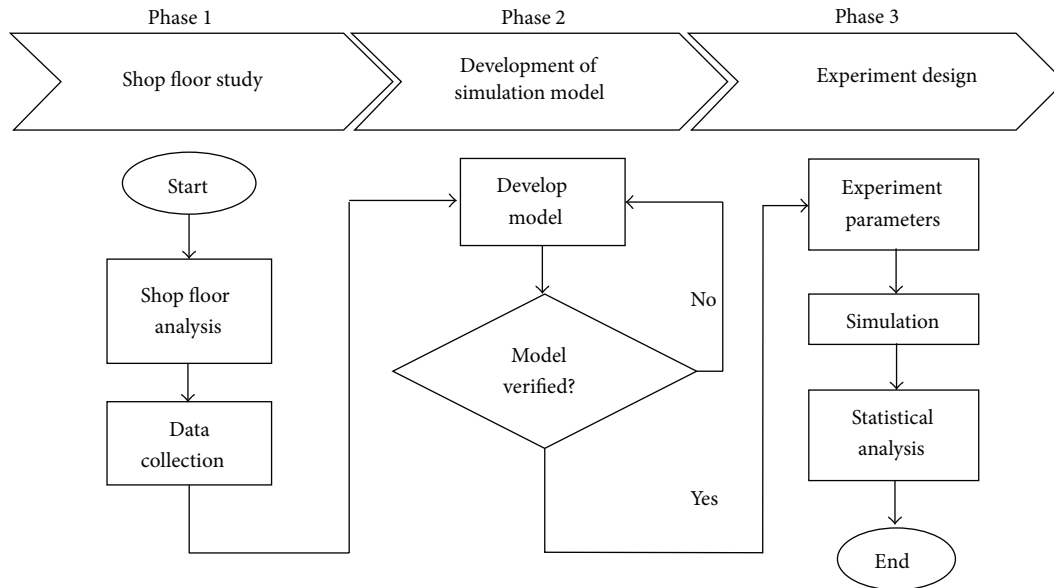 Phase 1
Phase 2
Phase 3
Shop floor study
Development of
simulation model
Experiment design
Start
Shop floor
analysis
Data
collection
Develop
model
No
Model
verified?
Yes
Experiment
parameters
Simulation
Statistical
analysis
End